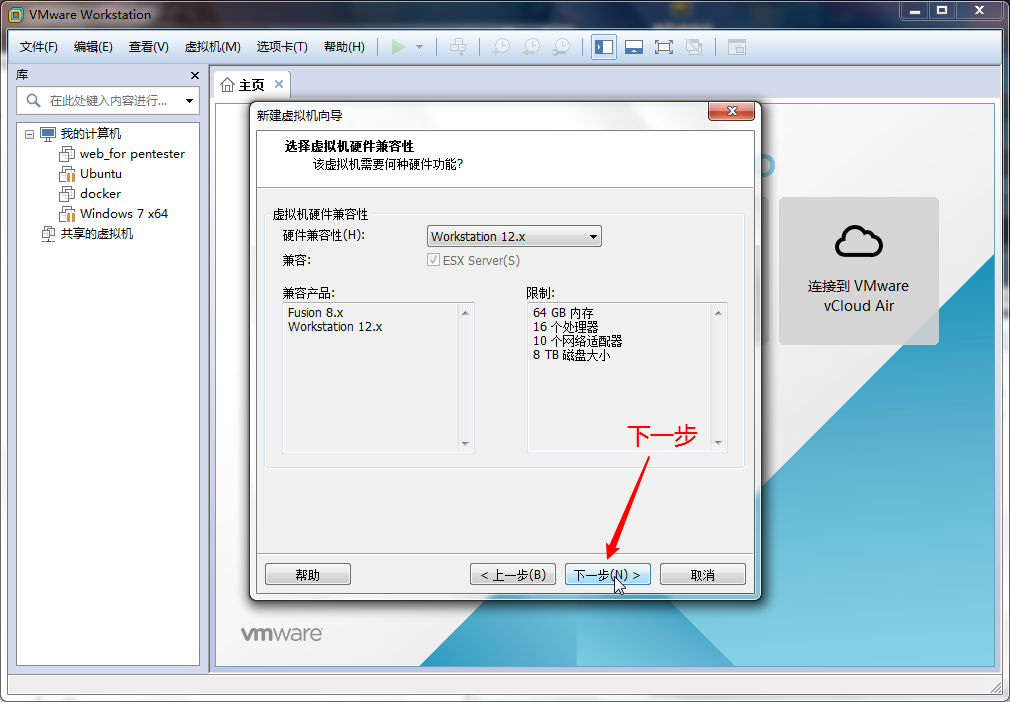 VMware Workstation
文件(F) 编辑(E) 查看(V) 虚拟机(M) 选项卡(T) 帮助(H)
库
在此处键入内容进行...
我的计算机
web_for pentester
Ubuntu
docker
Windows 7 x64
共享的虚拟机
主页
连接到 VMware
vCloud Air
新建虚拟机向导
选择虚拟机硬件兼容性
该虚拟机需要何种硬件功能?
虚拟机硬件兼容性
硬件兼容性(H): Workstation 12.x
兼容: ESX Server(S)
兼容产品:
Fusion 8.x
Workstation 12.x
限制:
64 GB 内存
16 个处理器
10 个网络适配器
8 TB 磁盘大小
下一步
帮助 < 上一步(B) 下一步(N) > 取消
vmware